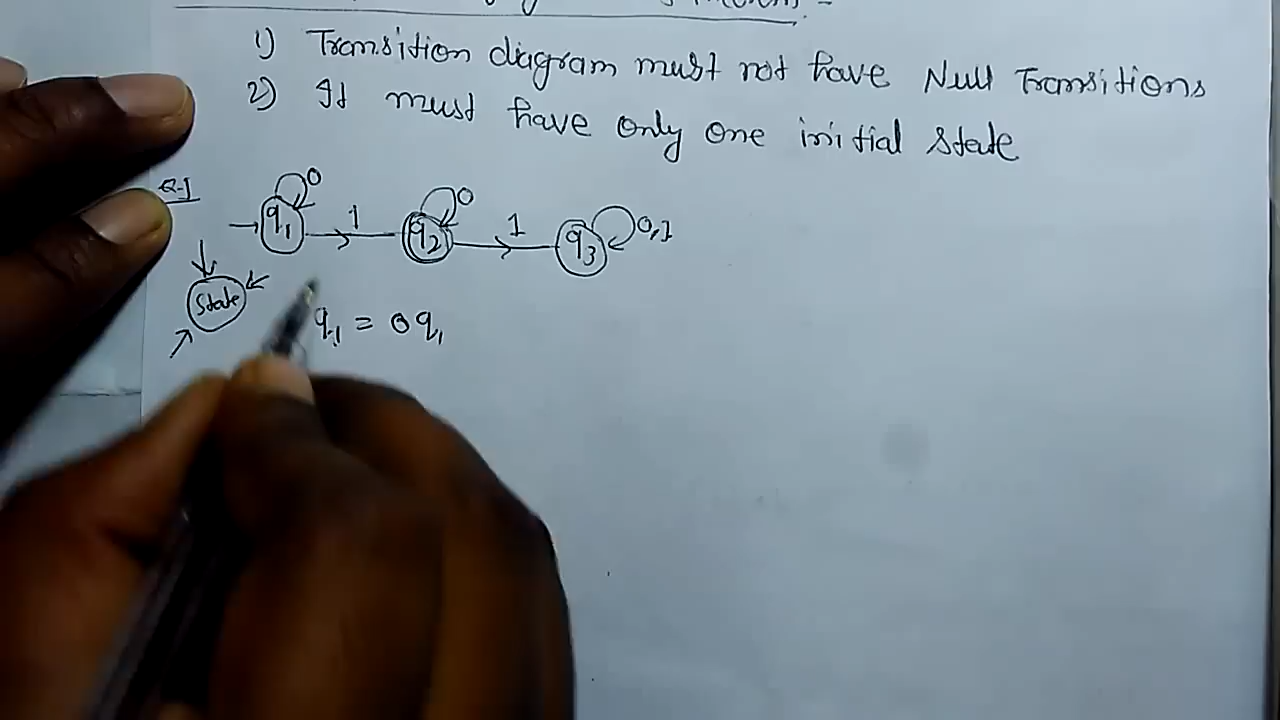 1) Transition diagram must not have Null Transitions
2) It must have only one initial state
Q-1
0 0 0,1
q1 1 q2 1 q3
State
q1 = 0q1